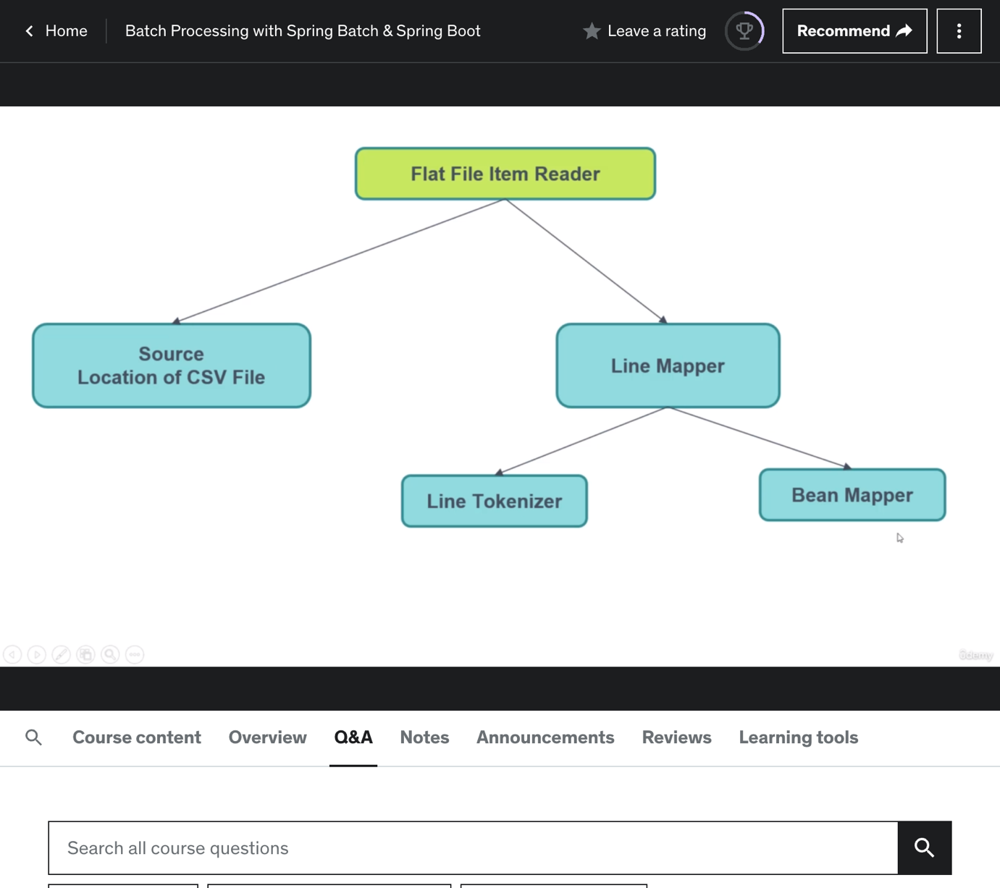 Home
Batch Processing with Spring Batch & Spring Boot
Leave a rating
Recommend
Flat File Item Reader
Source
Location of CSV File
Line Mapper
Line Tokenizer
Bean Mapper
ûdemy
Course content
Overview
Q&A
Notes
Announcements
Reviews
Learning tools
Search all course questions